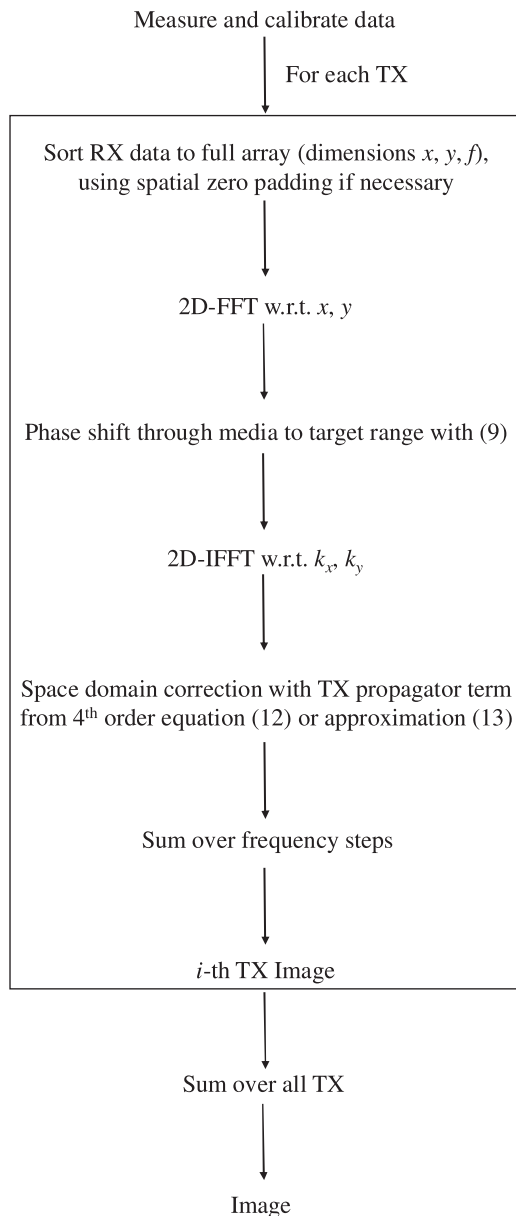 Measure and calibrate data
For each TX
Sort RX data to full array (dimensions x, y, f),
using spatial zero padding if necessary
2D-FFT w.r.t. x, y
Phase shift through media to target range with (9)
2D-IFFT w.r.t. kx, ky
Space domain correction with TX propagator term
from 4th order equation (12) or approximation (13)
Sum over frequency steps
i-th TX Image
Sum over all TX
Image